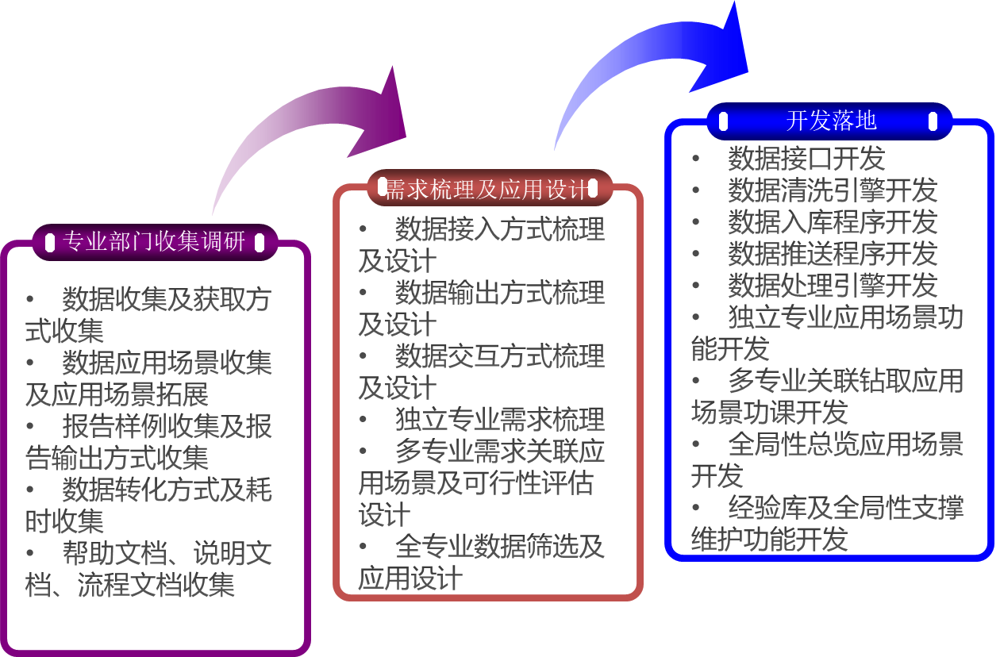 专业部门收集调研
• 数据收集及获取方
式收集
• 数据应用场景收集
及应用场景拓展
• 报告样例收集及报
告输出方式收集
• 数据转化方式及耗
时收集
• 帮助文档、说明文
档、流程文档收集
需求梳理及应用设计
• 数据接入方式梳理
及设计
• 数据输出方式梳理
及设计
• 数据交互方式梳理
及设计
• 独立专业需求梳理
• 多专业需求关联应
用场景及可行性评估
设计
• 全专业数据筛选及
应用设计
开发落地
• 数据接口开发
• 数据清洗引擎开发
• 数据入库程序开发
• 数据推送程序开发
• 数据处理引擎开发
• 独立专业应用场景功
能开发
• 多专业关联钻取应用
场景功课开发
• 全局性总览应用场景
开发
• 经验库及全局性支撑
维护功能开发